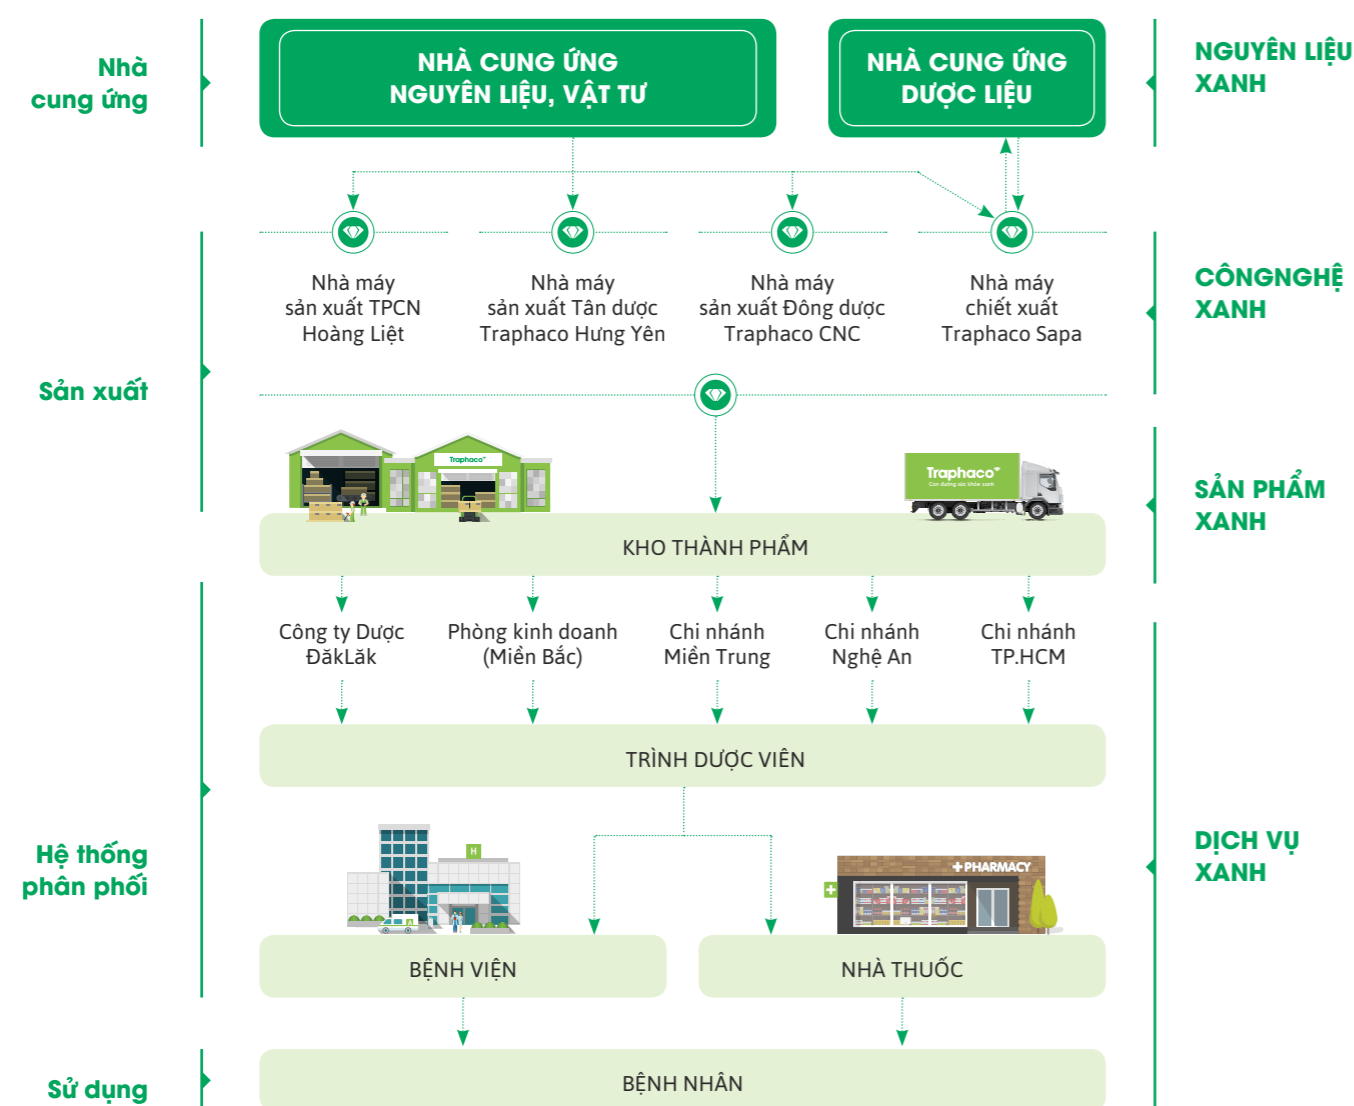 Nhà
cung ứng
NHÀ CUNG ỨNG
NGUYÊN LIỆU, VẬT TƯ
NHÀ CUNG ỨNG
DƯỢC LIỆU
NGUYÊN LIỆU
XANH
Sản xuất
Nhà máy
sản xuất TPCN
Hoàng Liệt
Nhà máy
sản xuất Tân dược
Traphaco Hưng Yên
Nhà máy
sản xuất Đông dược
Traphaco CNC
Nhà máy
chiết xuất
Traphaco Sapa
CÔNGNGHỆ
XANH
Traphaco
Traphaco
Con đường sức khỏe xanh
KHO THÀNH PHẨM
SẢN PHẨM
XANH
Hệ thống
phân phối
Công ty Dược
ĐăkLăk
Phòng kinh doanh
(Miền Bắc)
Chi nhánh
Miền Trung
Chi nhánh
Nghệ An
Chi nhánh
TP.HCM
TRÌNH DƯỢC VIÊN
H
PHARMACY
BỆNH VIỆN
NHÀ THUỐC
DỊCH VỤ
XANH
Sử dụng
BỆNH NHÂN